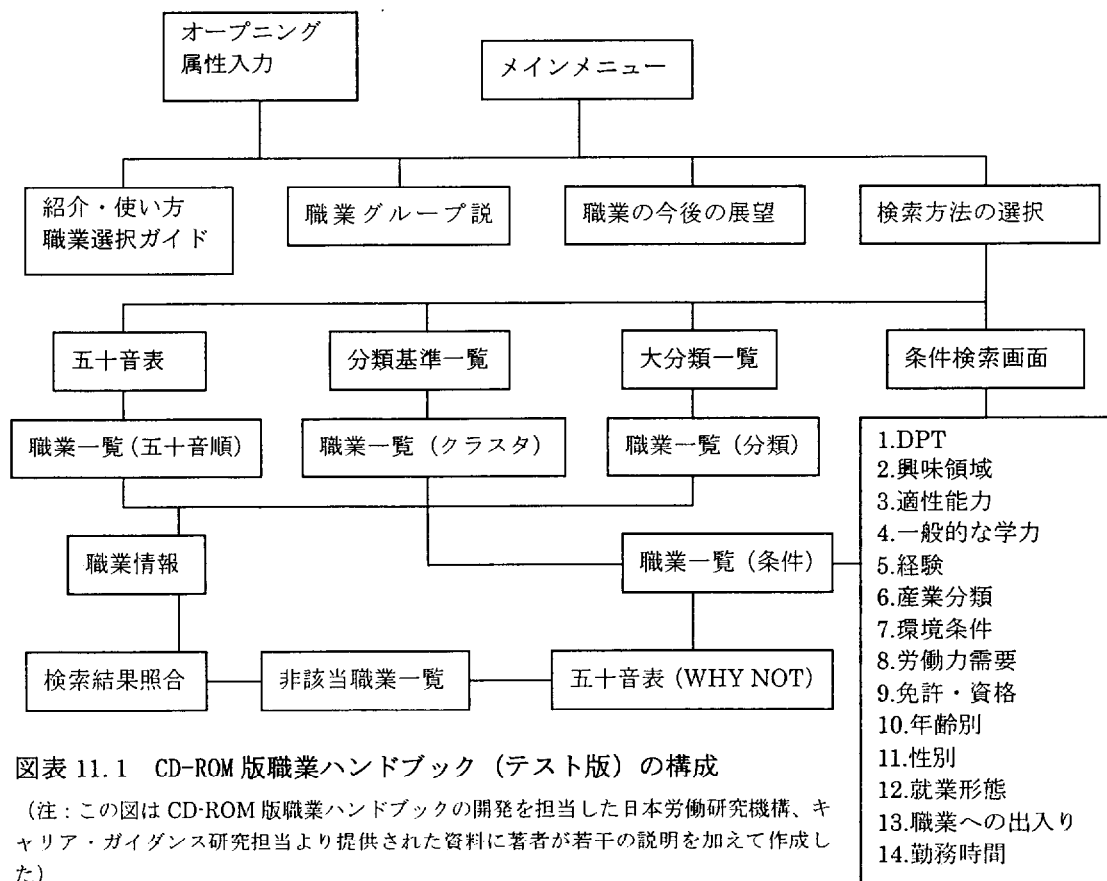 オープニング
属性入力
メインメニュー
紹介・使い方
職業選択ガイド
職業グループ説
職業の今後の展望
検索方法の選択
五十音表
分類基準一覧
大分類一覧
条件検索画面
職業一覧(五十音順)
職業一覧（クラスタ）
職業一覧（分類）
1.DPT
2.興味領域
3.適性能力
4.一般的な学力
5.経験
6.産業分類
7.環境条件
8.労働力需要
9.免許・資格
10.年齢別
11.性別
12.就業形態
13.職業への出入り
14.勤務時間
職業情報
職業一覧（条件）
検索結果照合
非該当職業一覧
五十音表 (WHY NOT)
図表 11.1 CD-ROM 版職業ハンドブック（テスト版）の構成
（注：この図は CD-ROM 版職業ハンドブックの開発を担当した日本労働研究機構、キ
ャリア・ガイダンス研究担当より提供された資料に著者が若干の説明を加えて作成し
た）